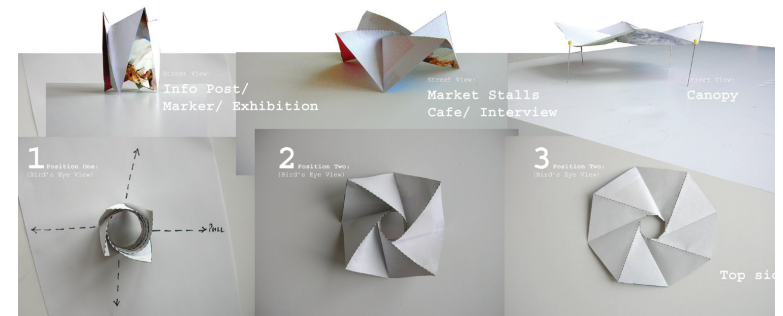 Street View:
Info Post/
Marker/ Exhibition
Street View:
Market Stalls
Cafe/ Interview
Street View:
Canopy
1 Position One:
(Bird's Eye View)
2 Position Two:
(Bird's Eye View)
3 Position Two:
(Bird's Eye View)
Pull
Top sid